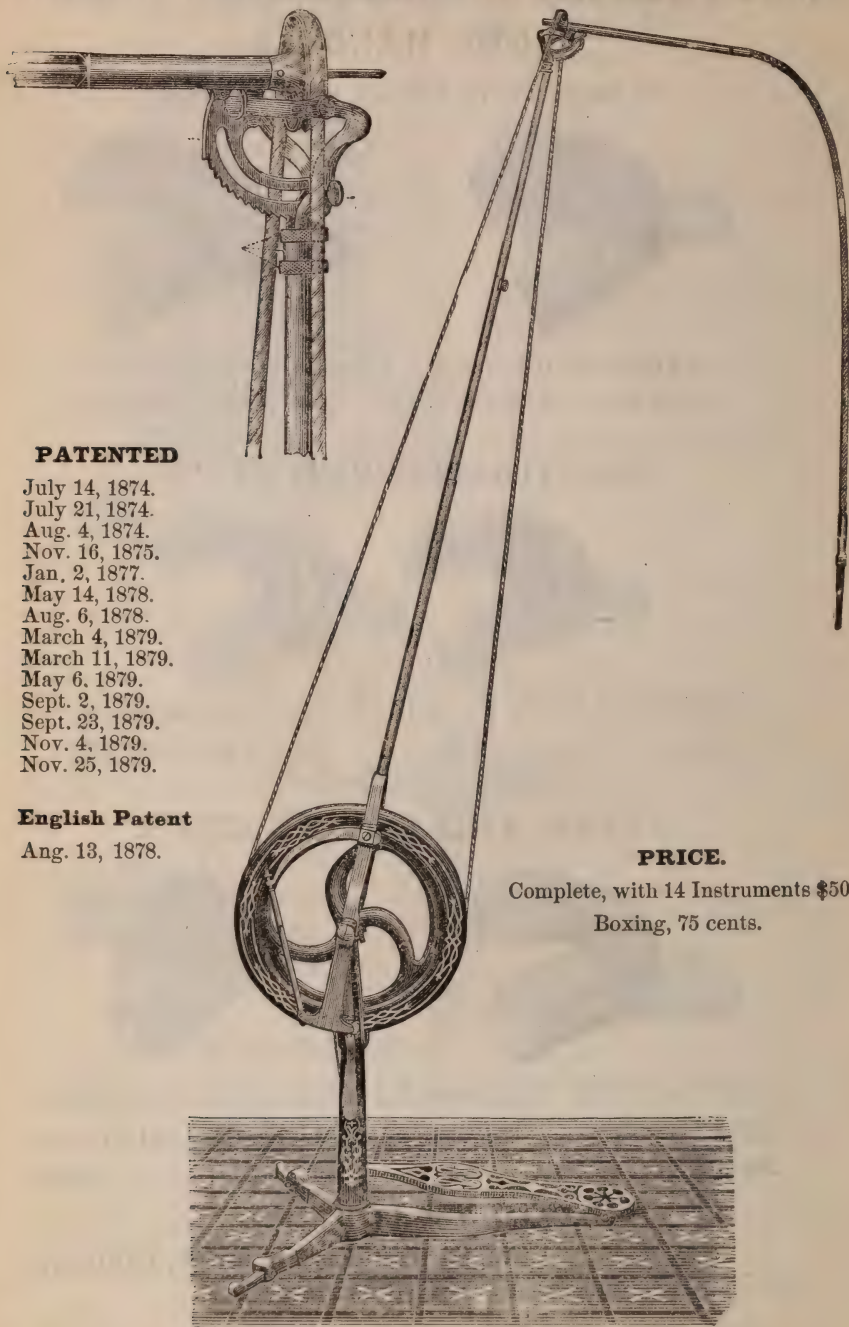 PATENTED
July 14, 1874.
July 21, 1874.
Aug. 4, 1874.
Nov. 16, 1875.
Jan. 2, 1877.
May 14, 1878.
Aug. 6, 1878.
March 4, 1879.
March 11, 1879.
May 6. 1879.
Sept. 2, 1879.
Sept. 23, 1879.
Nov. 4, 1879.
Nov. 25, 1879.
English Patent
Ang. 13, 1878.
PRICE.
Complete, with 14 Instruments $50
Boxing, 75 cents.